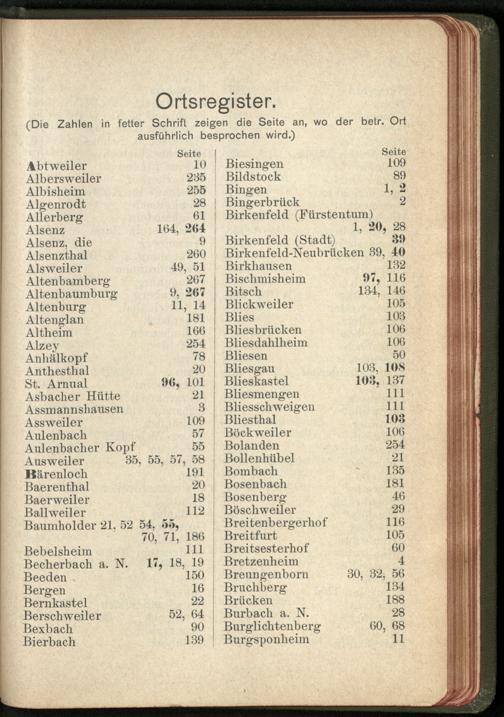 Ortsregister.
(Die Zahlen in fetter Schrift zeigen die Seite an, wo der betr. Ort
ausführlich besprochen wird.)
Seite
Abtweiler 10
Albersweiler 235
Albisheim 255
Algenrodt 28
Allerberg 61
Alsenz 164, 264
Alsenz, die 9
Alsenzthal 260
Alsweiler 49, 51
Altenbamberg 267
Altenbaumburg 9, 267
Altenburg 11, 14
Altenglan 181
Altheim 166
Alzey 254
Anhälkopf 78
Anthesthal 20
St. Arnual 96, 101
Asbacher Hütte 21
Assmannshausen 3
Assweiler 109
Aulenbach 57
Aulenbacher Kopf 55
Ausweiler 35, 55, 57, 58
Bärenloch 191
Baerenthal 20
Baerweiler 18
Ballweiler 112
Baumholder 21, 52 54, 55,
70, 71, 186
Bebelsheim 111
Becherbach a. N. 17, 18, 19
Beeden 150
Bergen 16
Bernkastel 22
Berschweiler 52, 64
Bexbach 90
Bierbach 139
Seite
Biesingen 109
Bildstock 89
Bingen 1, 2
Bingerbrück 2
Birkenfeld (Fürstentum)
1, 20, 28
Birkenfeld (Stadt) 39
Birkenfeld-Neubrücken 39, 40
Birkhausen 132
Bischmisheim 97, 116
Bitsch 134, 146
Blickweiler 105
Blies 103
Bliesbrücken 106
Bliesdahlheim 106
Bliesen 50
Bliesgau 103, 108
Blieskastel 103, 137
Bliesmengen 111
Bliesschweigen 111
Bliesthal 103
Böckweiler 106
Bolanden 254
Bollenhübel 21
Bombach 135
Bosenbach 181
Bosenberg 46
Böschweiler 29
Breitenbergerhof 116
Breitfurt 105
Breitsesterhof 60
Bretzenheim 4
Breungenborn 30, 32, 56
Bruchberg 134
Brücken 188
Burbach a. N. 28
Burglichtenberg 60, 68
Burgsponheim 11